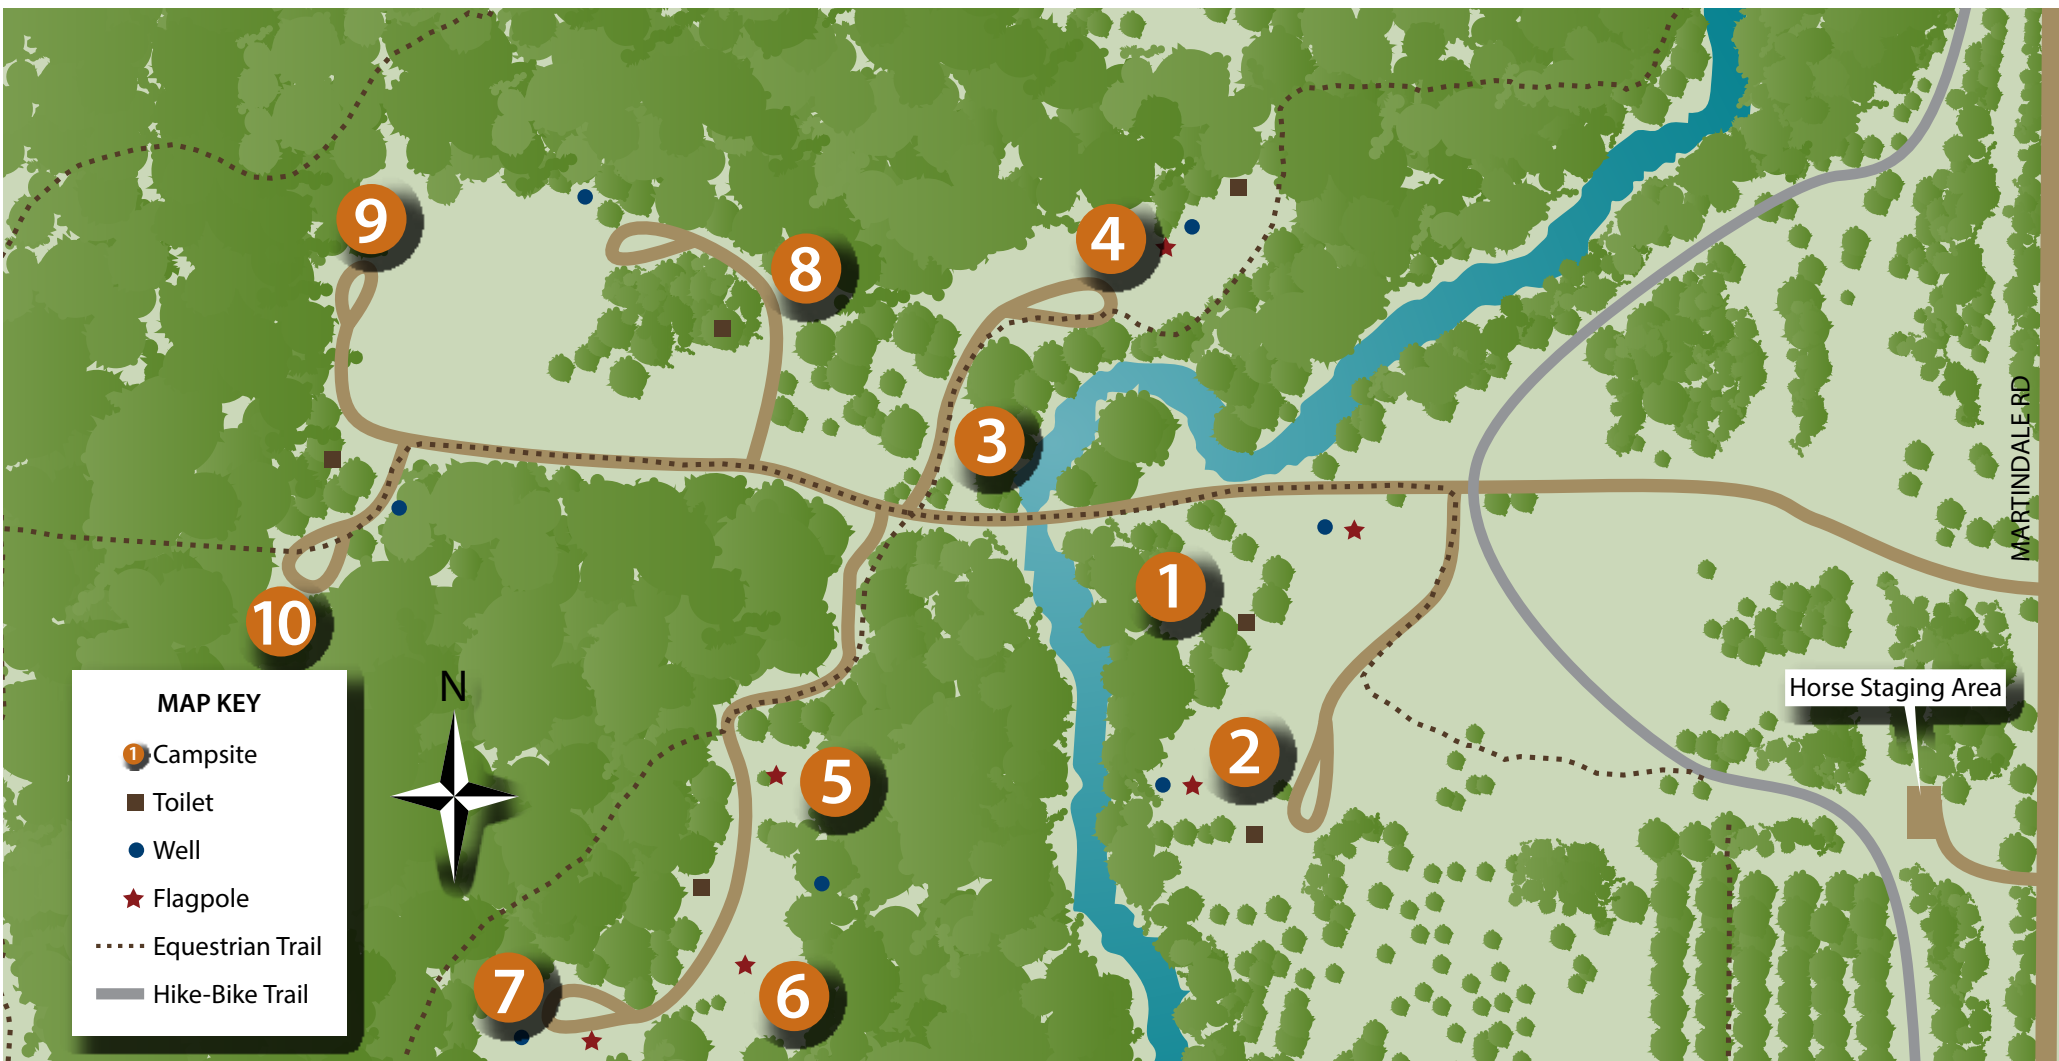 9
8
4
3
1
10
2
5
7
6
MARTINDALE RD
Horse Staging Area
N
MAP KEY
1 Campsite
Toilet
Well
Flagpole
Equestrian Trail
Hike-Bike Trail